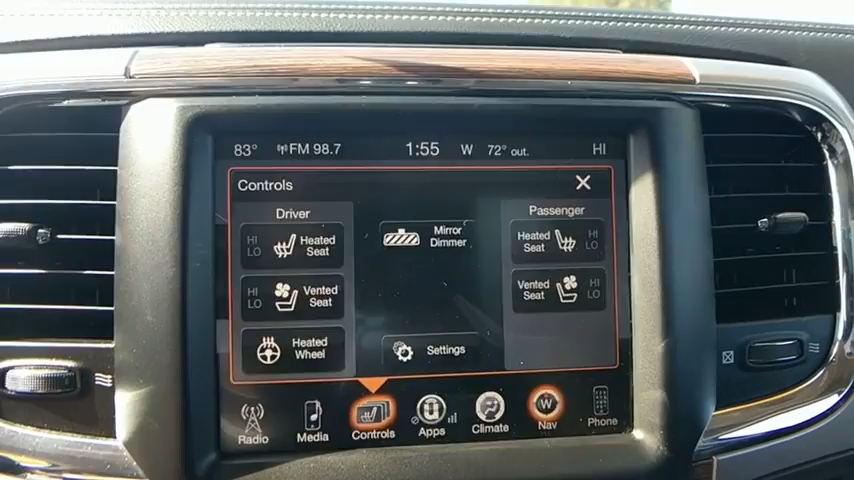 83° FM 98.7 1:55 W 72° out. HI
Controls
Driver
Passenger
HI
LO
Heated
Seat
Mirror
Dimmer
Heated
Seat
HI
LO
HI
LO
Vented
Seat
Vented
Seat
HI
LO
Heated
Wheel
Settings
W
Radio Media Controls Apps Climate Nav Phone